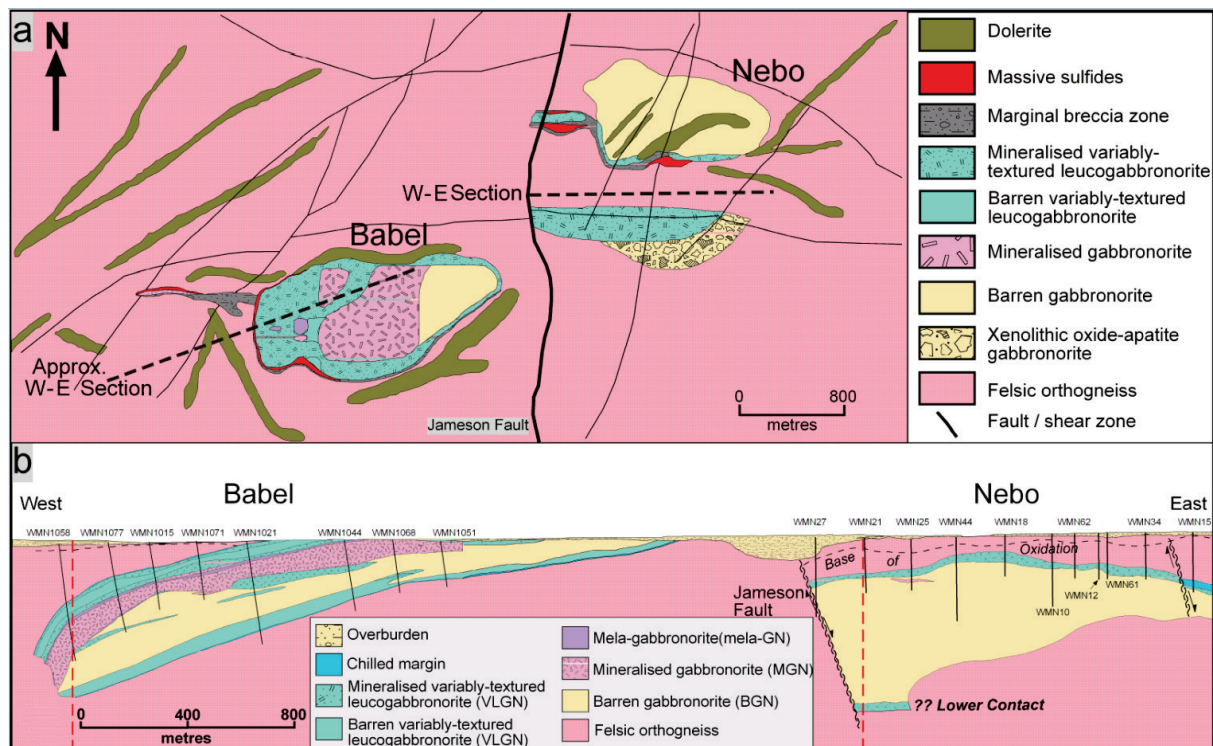 a
N
Nebo
W-E Section
Babel
Approx.
W-E Section
Jameson Fault
0 800
metres
Dolerite
Massive sulfides
Marginal breccia zone
Mineralised variably-
textured leucogabbronorite
Barren variably-textured
leucogabbronorite
Mineralised gabbronorite
Barren gabbronorite
Xenolithic oxide-apatite
gabbronorite
Felsic orthogneiss
Fault / shear zone
b
Babel
Nebo
West
East
WMN1058 WMN1077 WMN1015 WMN1071 WMN1021 WMN1044 WMN1068 WMN1051
WMN27 WMN21 WMN25 WMN44 WMN18 WMN62 WMN34 WMN15
Base of Oxidation
WMN12
WMN61
WMN10
Jameson
Fault
?? Lower Contact
0 400 800
metres
Overburden
Chilled margin
Mineralised variably-textured
leucogabbronorite (VLGN)
Barren variably-textured
leucogabbronorite (VLGN)
Mela-gabbronorite(mela-GN)
Mineralised gabbronorite (MGN)
Barren gabbronorite (BGN)
Felsic orthogneiss